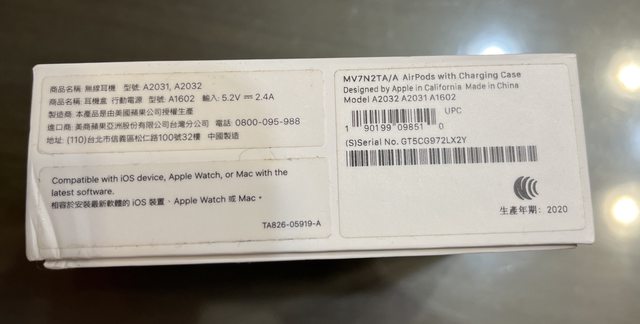 商品名稱: 無線耳機 型號: A2031, A2032
商品名稱: 耳機盒 行動電源 型號: A1602 輸入: 5.2V ⎓ 2.4A
製造商: 本產品是由美國蘋果公司授權生產
進口商: 美商蘋果亞洲股份有限公司台灣分公司 電話 0800-095-988
地址: (110)台北市信義區松仁路100號32樓 中國製造
Compatible with iOS device, Apple Watch, or Mac with the
latest software.
相容於安裝最新軟體的 iOS 裝置、Apple Watch 或 Mac。
TA826-05919-A
MV7N2TA/A AirPods with Charging Case
Designed by Apple in California Made in China
Model A2032 A2031 A1602
UPC
1 90199 09851 0
(S)Serial No. GT5CG972LX2Y
生產年期: 2020